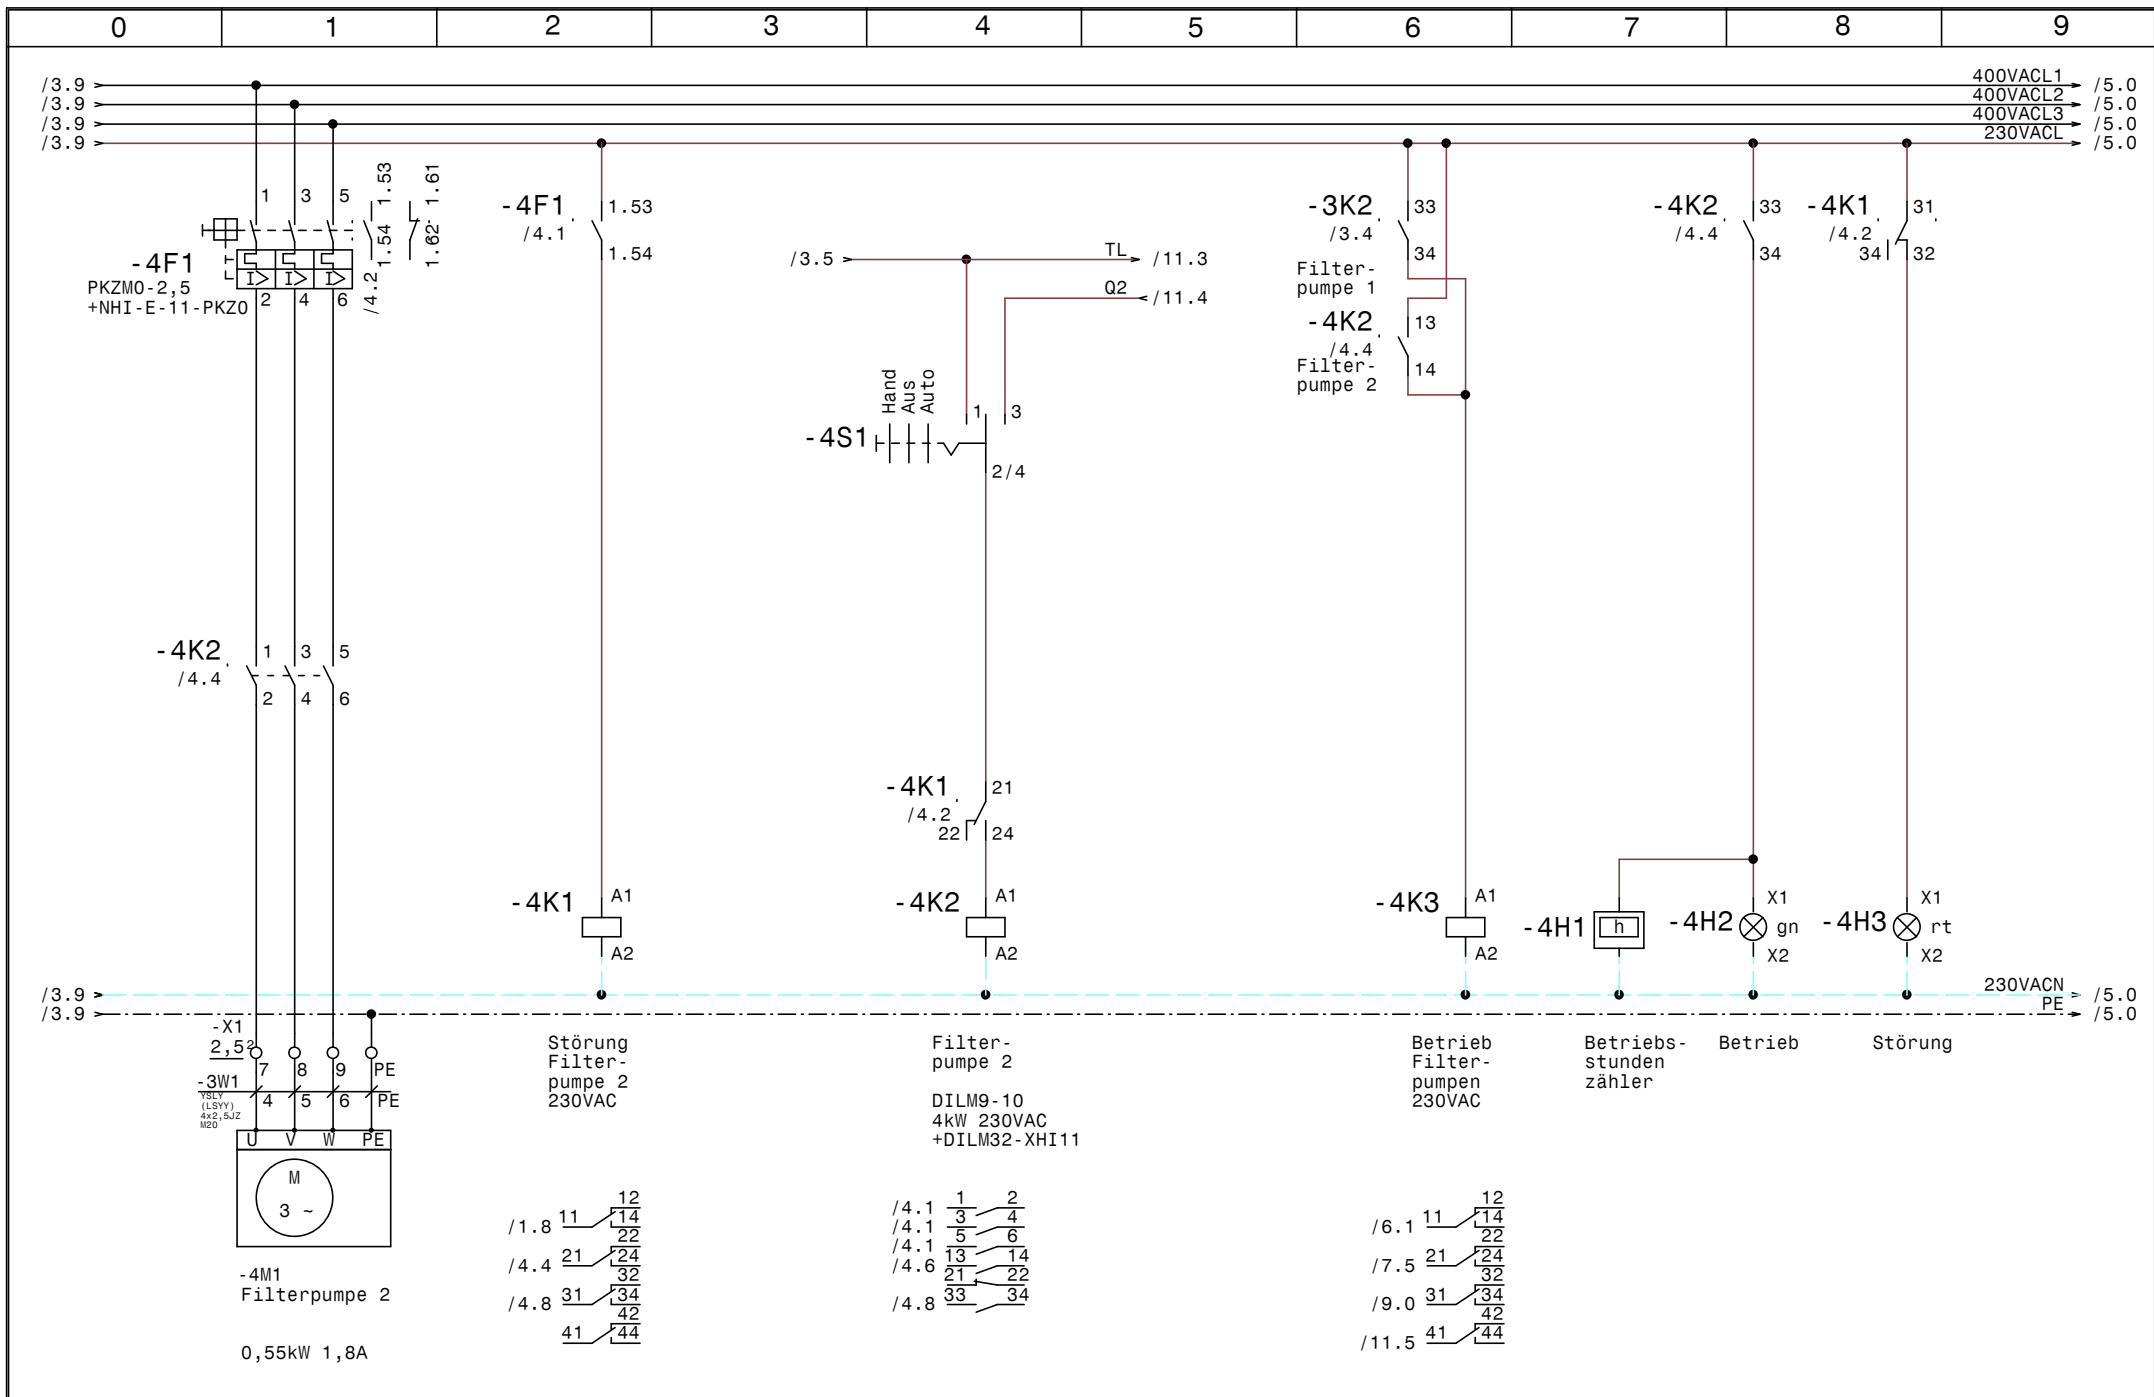 0 1 2 3 4 5 6 7 8 9
/3.9 400VACL1 /5.0
/3.9 400VACL2 /5.0
/3.9 400VACL3 /5.0
/3.9 230VACL /5.0
1 3 5 1.53 1.61
1.54 1.62
-4F1
PKZM0-2,5
+NHI-E-11-PKZ0
I> I> I>
2 4 6 /4.2
-4F1 1.53
/4.1
1.54
/3.5 TL /11.3
Q2 /11.4
Hand
Aus
Auto
-4S1 1 3
2/4
-3K2 33
/3.4
34
Filter-
pumpe 1
-4K2 13
/4.4
14
Filter-
pumpe 2
-4K2 33
/4.4
34
-4K1 31
/4.2
34 32
-4K2 1 3 5
/4.4
2 4 6
-4K1 21
/4.2
22 24
-4K1 A1
A2
-4K2 A1
A2
-4K3 A1
A2
-4H1 h
-4H2 X1
gn
X2
-4H3 X1
rt
X2
/3.9 230VACN /5.0
/3.9 PE /5.0
-X1
2,5²
7 8 9 PE
-3W1
YSLY
(LSYY)
4x2,5JZ
M20
4 5 6 PE
U V W PE
M
3 ~
-4M1
Filterpumpe 2
0,55kW 1,8A
Störung
Filter-
pumpe 2
230VAC
Filter-
pumpe 2
DILM9-10
4kW 230VAC
+DILM32-XHI11
Betrieb
Filter-
pumpen
230VAC
Betriebs-
stunden
zähler
Betrieb
Störung
12
/1.8 11 14
22
/4.4 21 24
32
/4.8 31 34
42
41 44
/4.1 1 2
/4.1 3 4
/4.1 5 6
/4.6 13 14
21 22
/4.8 33 34
12
/6.1 11 14
22
/7.5 21 24
32
/9.0 31 34
42
/11.5 41 44